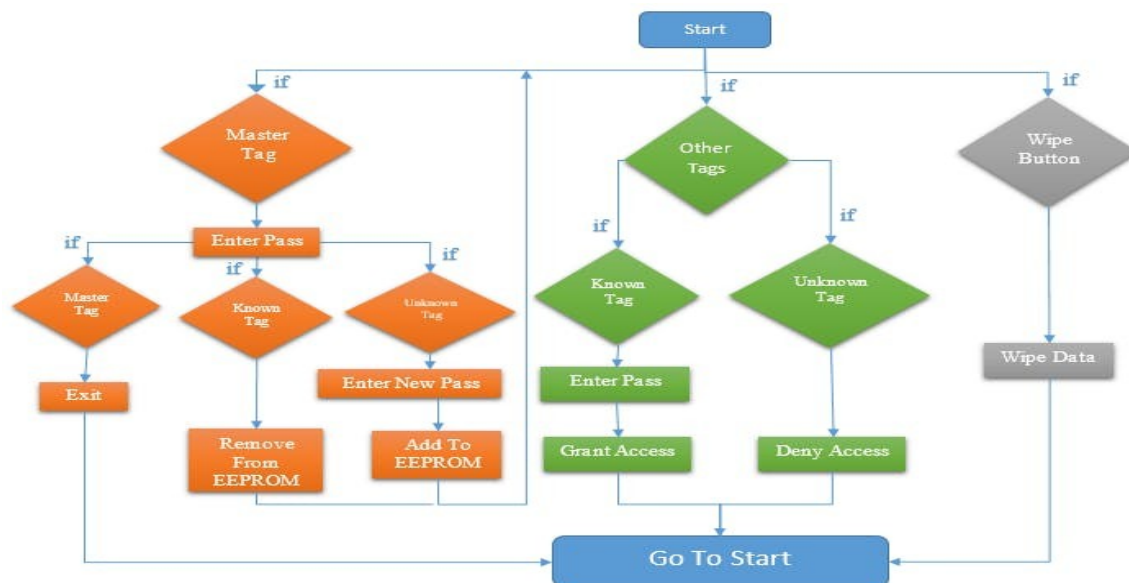 Start
if
if
if
Master
Tag
Other
Tags
Wipe
Button
Enter Pass
if
if
if
if
if
Master
Tag
Known
Tag
Unknown
Tag
Known
Tag
Unknown
Tag
Exit
Enter New Pass
Enter Pass
Wipe Data
Remove
From
EEPROM
Add To
EEPROM
Grant Access
Deny Access
Go To Start